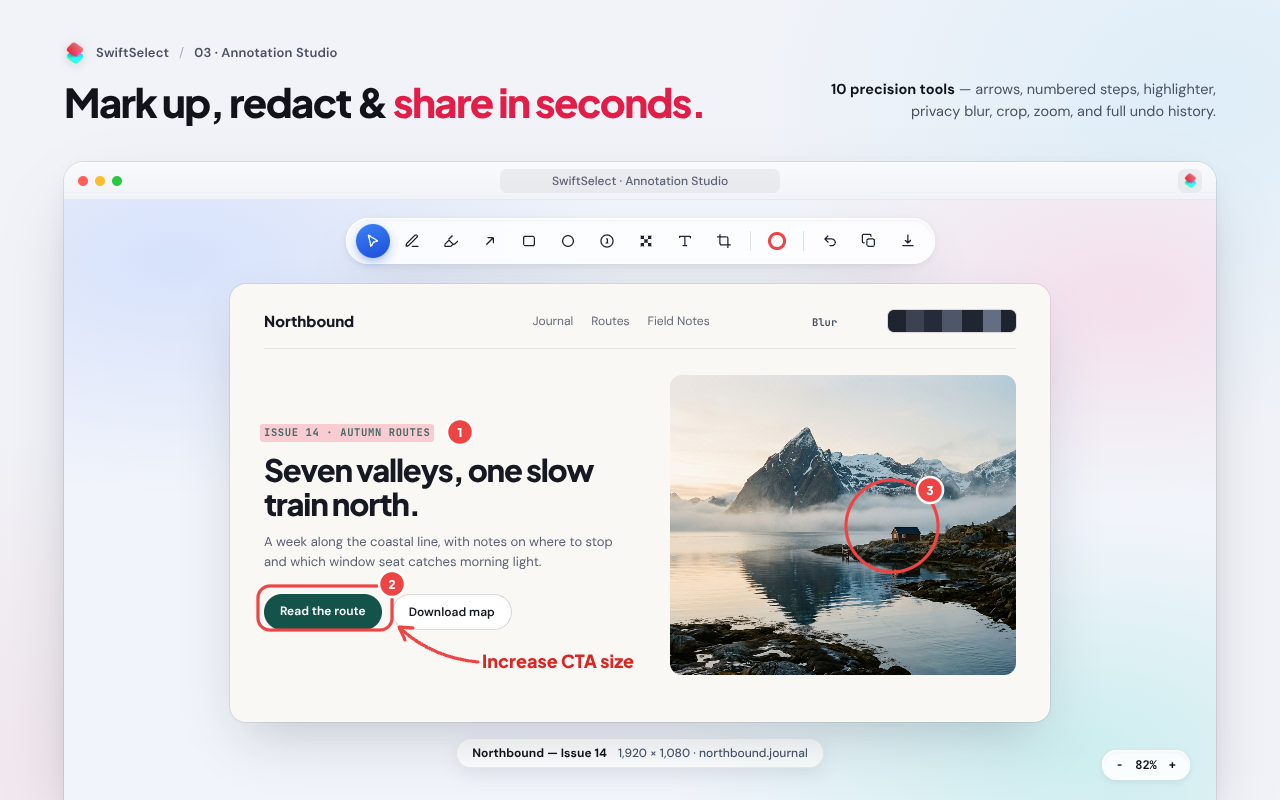 SwiftSelect / 03 · Annotation Studio
Mark up, redact & share in seconds.
10 precision tools — arrows, numbered steps, highlighter,
privacy blur, crop, zoom, and full undo history.
SwiftSelect · Annotation Studio
1
T
Northbound
Journal Routes Field Notes
Blur
ISSUE 14 · AUTUMN ROUTES
1
Seven valleys, one slow
train north.
A week along the coastal line, with notes on where to stop
and which window seat catches morning light.
2
Read the route
Download map
Increase CTA size
3
Northbound — Issue 14 1,920 × 1,080 · northbound.journal
- 82% +